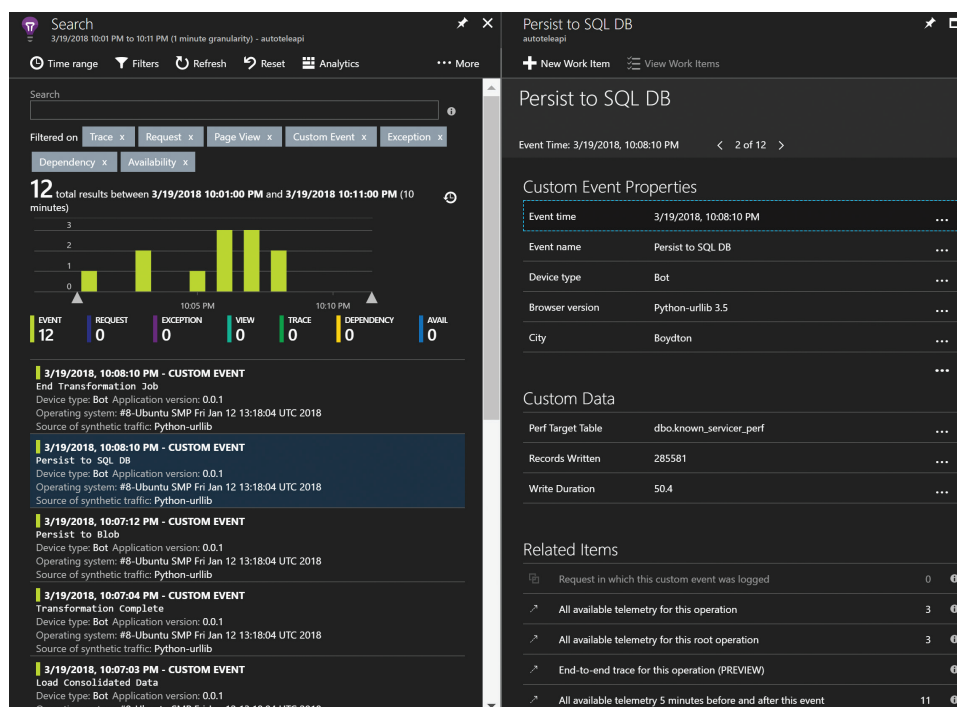 Search
3/19/2018 10:01 PM to 10:11 PM (1 minute granularity) - autoteleapi
Time range Filters Refresh Reset Analytics ••• More
Search
Filtered on Trace x Request x Page View x Custom Event x Exception x
Dependency x Availability x
12 total results between 3/19/2018 10:01:00 PM and 3/19/2018 10:11:00 PM (10
minutes)
3
2
1
0
10:05 PM 10:10 PM
EVENT REQUEST EXCEPTION VIEW TRACE DEPENDENCY AVAIL
12 0 0 0 0 0 0
3/19/2018, 10:08:10 PM - CUSTOM EVENT
End Transformation Job
Device type: Bot Application version: 0.0.1
Operating system: #8-Ubuntu SMP Fri Jan 12 13:18:04 UTC 2018
Source of synthetic traffic: Python-urllib
3/19/2018, 10:08:10 PM - CUSTOM EVENT
Persist to SQL DB
Device type: Bot Application version: 0.0.1
Operating system: #8-Ubuntu SMP Fri Jan 12 13:18:04 UTC 2018
Source of synthetic traffic: Python-urllib
3/19/2018, 10:07:12 PM - CUSTOM EVENT
Persist to Blob
Device type: Bot Application version: 0.0.1
Operating system: #8-Ubuntu SMP Fri Jan 12 13:18:04 UTC 2018
Source of synthetic traffic: Python-urllib
3/19/2018, 10:07:04 PM - CUSTOM EVENT
Transformation Complete
Device type: Bot Application version: 0.0.1
Operating system: #8-Ubuntu SMP Fri Jan 12 13:18:04 UTC 2018
Source of synthetic traffic: Python-urllib
3/19/2018, 10:07:03 PM - CUSTOM EVENT
Load Consolidated Data
Device type: Bot Application version: 0.0.1
Persist to SQL DB
autoteleapi
New Work Item View Work Items
Persist to SQL DB
Event Time: 3/19/2018, 10:08:10 PM < 2 of 12 >
Custom Event Properties
Event time 3/19/2018, 10:08:10 PM ...
Event name Persist to SQL DB ...
Device type Bot ...
Browser version Python-urllib 3.5 ...
City Boydton ...
...
Custom Data
Perf Target Table dbo.known_servicer_perf ...
Records Written 285581 ...
Write Duration 50.4 ...
Related Items
Request in which this custom event was logged 0
All available telemetry for this operation 3
All available telemetry for this root operation 3
End-to-end trace for this operation (PREVIEW)
All available telemetry 5 minutes before and after this event 11